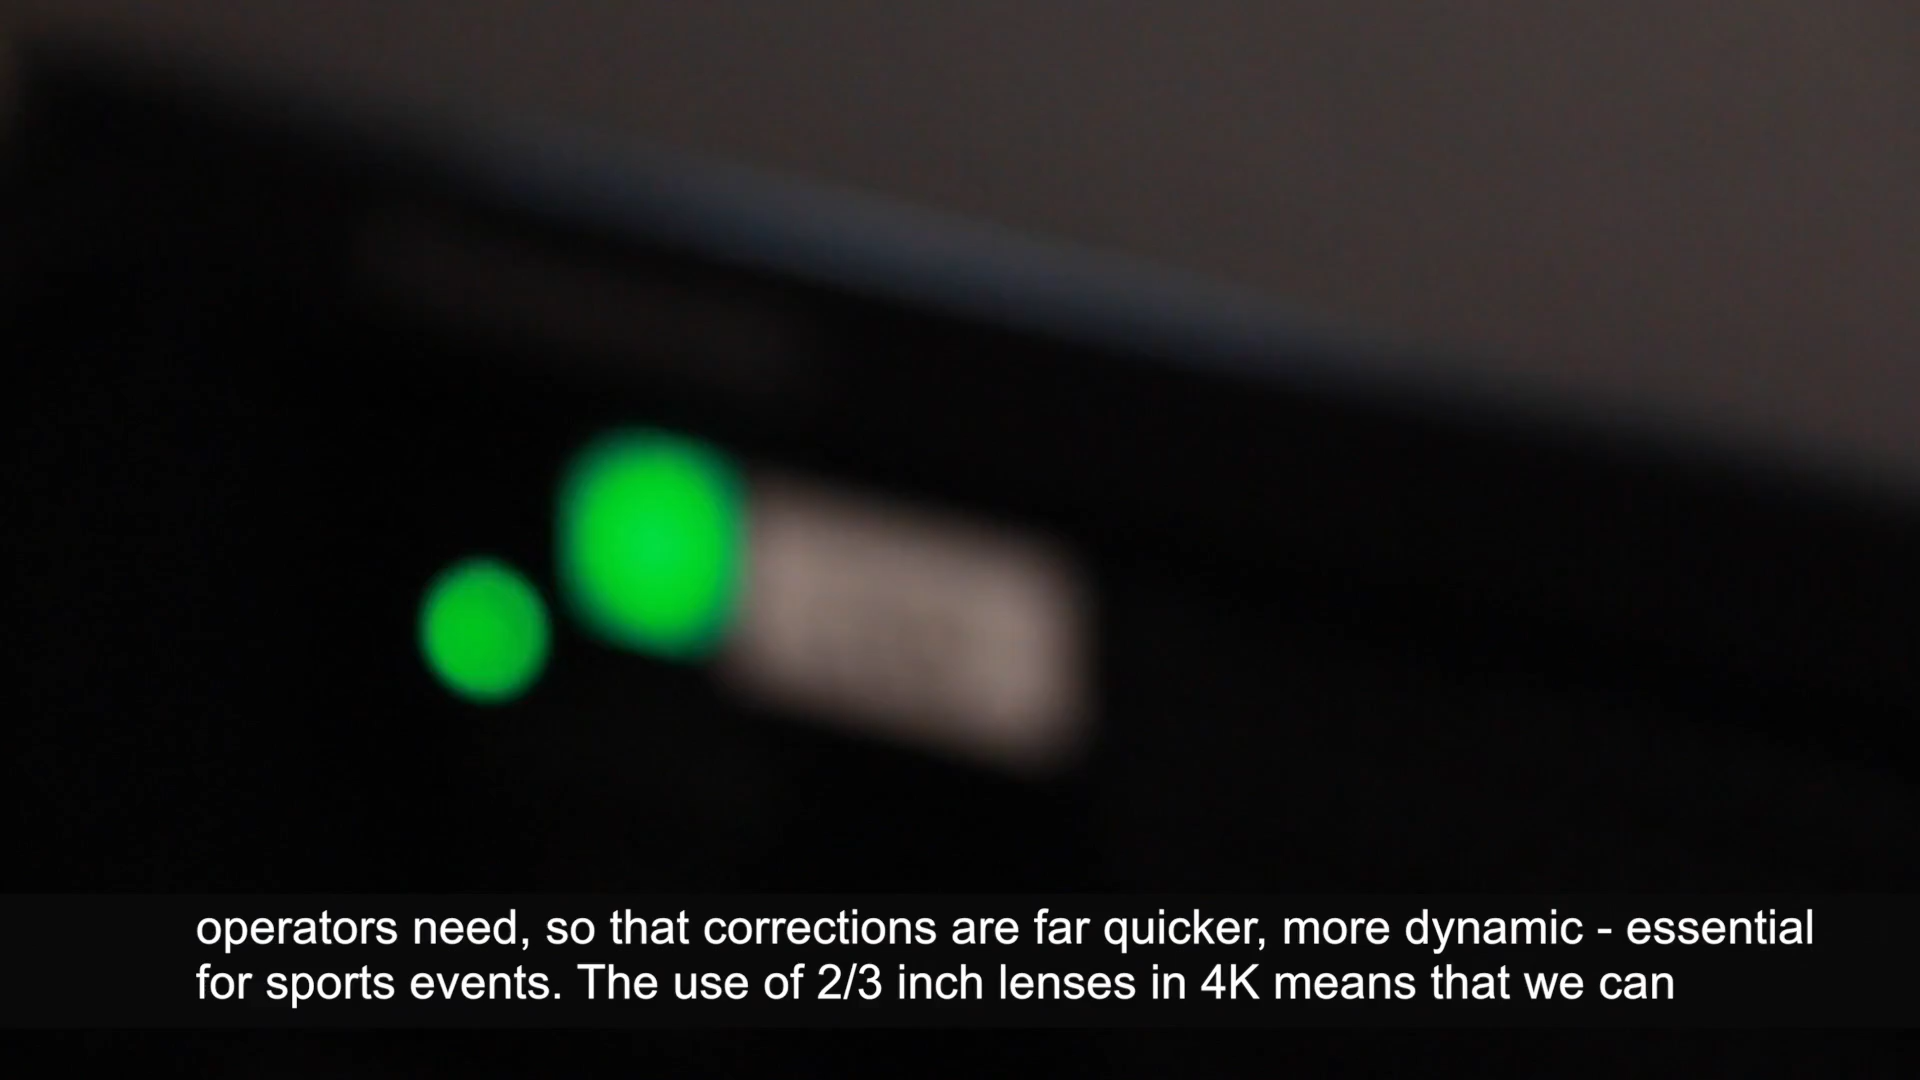 operators need, so that corrections are far quicker, more dynamic - essential
for sports events. The use of 2/3 inch lenses in 4K means that we can